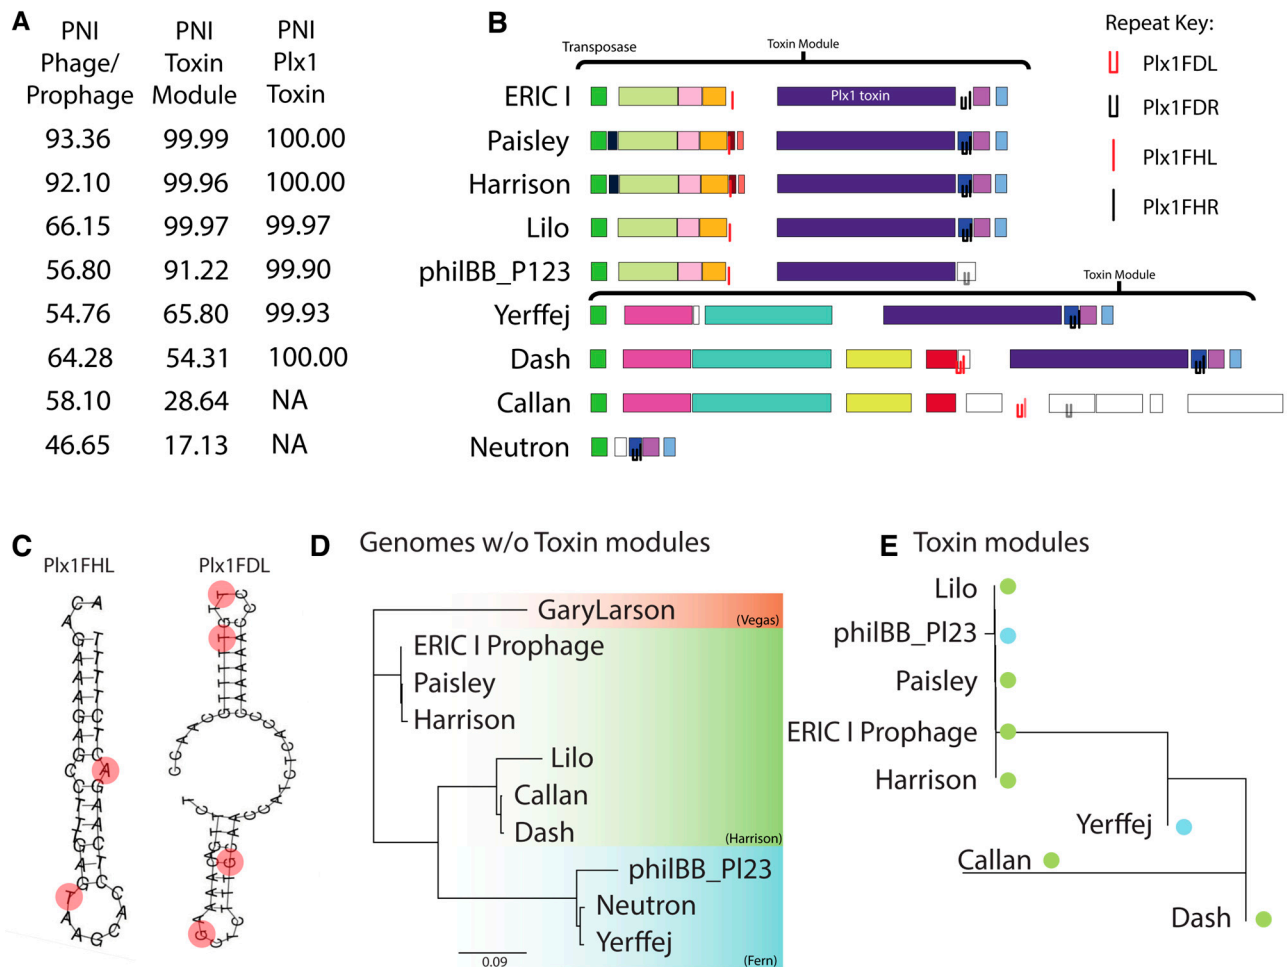 A
PNI Phage/ Prophage
PNI Toxin Module
PNI Plx1 Toxin
93.36 99.99 100.00
92.10 99.96 100.00
66.15 99.97 99.97
56.80 91.22 99.90
54.76 65.80 99.93
64.28 54.31 100.00
58.10 28.64 NA
46.65 17.13 NA
B
Transposase
Toxin Module
ERIC I
Plx1 toxin
Paisley
Harrison
Lilo
philBB_P123
Toxin Module
Yerffej
Dash
Callan
Neutron
Repeat Key:
Plx1FDL
Plx1FDR
Plx1FHL
Plx1FHR
C
Plx1FHL
Plx1FDL
D Genomes w/o Toxin modules
GaryLarson
(Vegas)
ERIC I Prophage
Paisley
Harrison
Lilo
Callan
Dash
(Harrison)
philBB_PI23
Neutron
Yerffej
(Fern)
0.09
E Toxin modules
Lilo
philBB_PI23
Paisley
ERIC I Prophage
Harrison
Yerffej
Callan
Dash